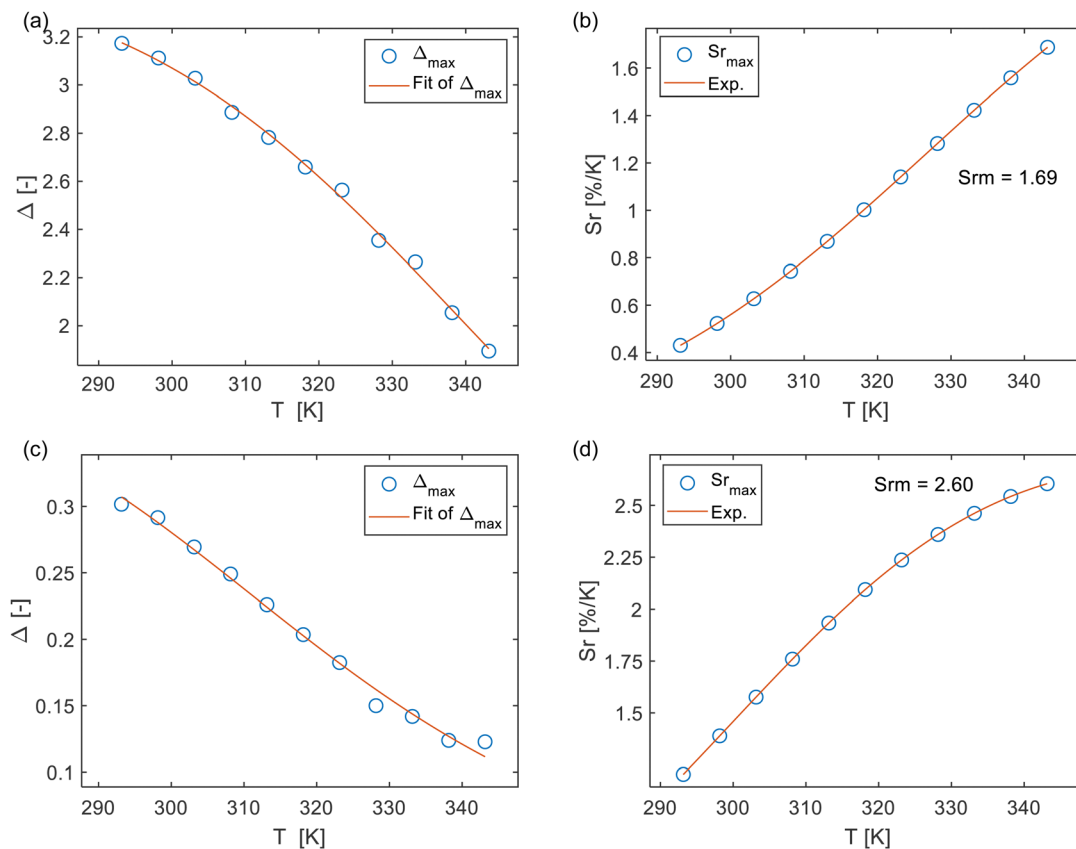 (a)
3.2
3
2.8
2.6
2.4
2.2
2
Δ [-]
Δmax
Fit of Δmax
290
300
310
320
330
340
T [K]
(b)
1.6
1.2
1
0.8
0.6
0.4
Sr [%/K]
Srmax
Exp.
Srm = 1.69
290
300
310
320
330
340
T [K]
(c)
0.3
0.25
0.2
0.15
0.1
Δ [-]
Δmax
Fit of Δmax
290
300
310
320
330
340
T [K]
(d)
2.5
2.25
2
1.75
1.5
Sr [%/K]
Srmax
Exp.
Srm = 2.60
290
300
310
320
330
340
T [K]